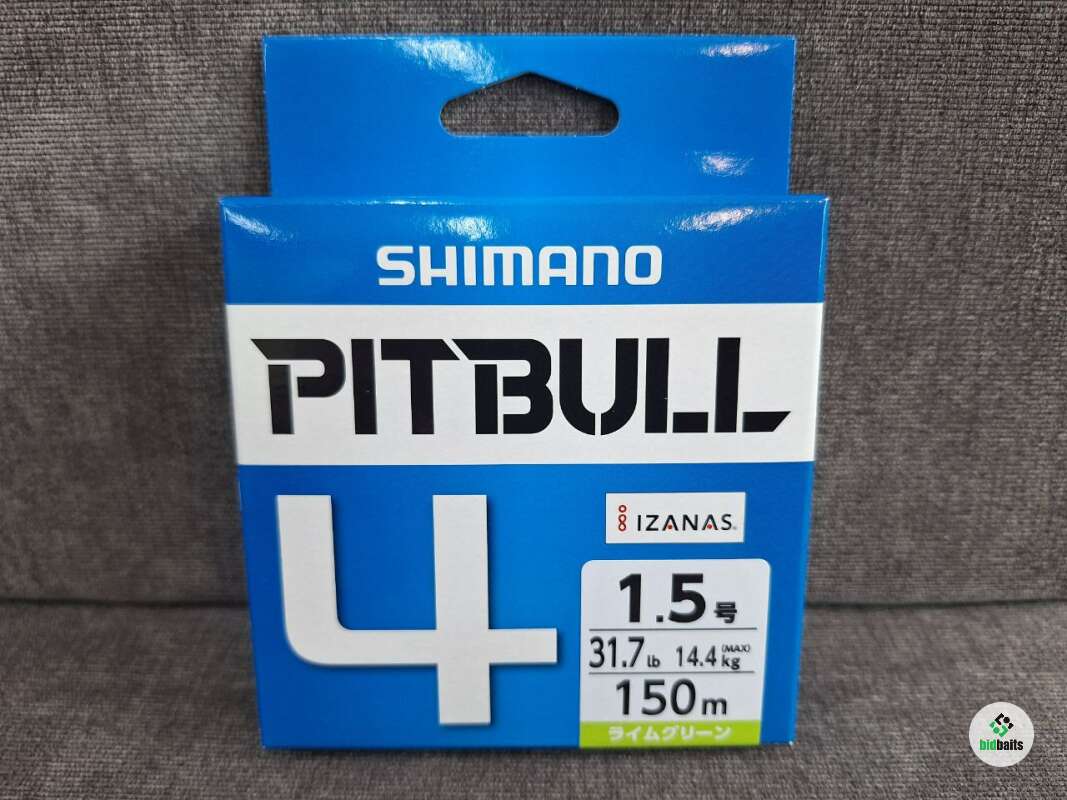 SHIMANO
PITBULL
4
IZANAS
1.5号
31.7lb 14.4kg(MAX)
150m
ライムグリーン
bidbaits